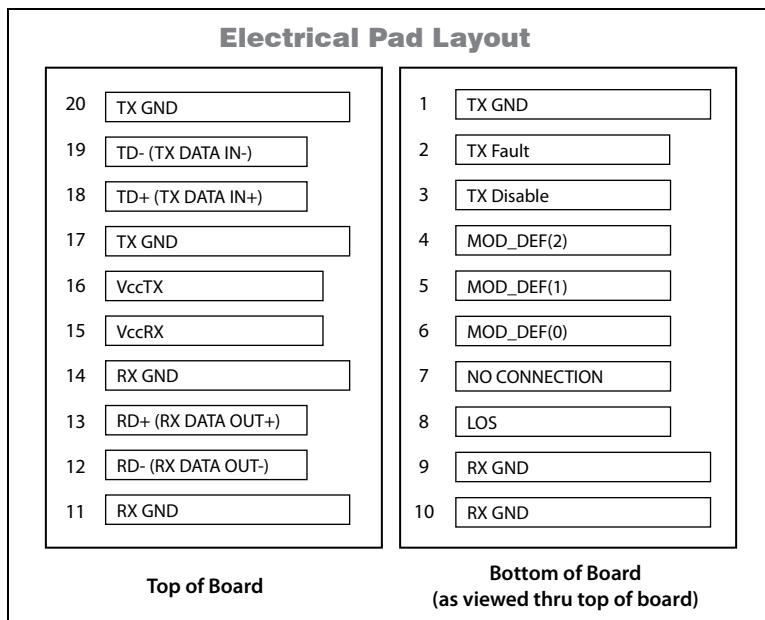 Electrical Pad Layout
20 TX GND
19 TD- (TX DATA IN-)
18 TD+ (TX DATA IN+)
17 TX GND
16 VccTX
15 VccRX
14 RX GND
13 RD+ (RX DATA OUT+)
12 RD- (RX DATA OUT-)
11 RX GND
Top of Board
1 TX GND
2 TX Fault
3 TX Disable
4 MOD_DEF(2)
5 MOD_DEF(1)
6 MOD_DEF(0)
7 NO CONNECTION
8 LOS
9 RX GND
10 RX GND
Bottom of Board
(as viewed thru top of board)